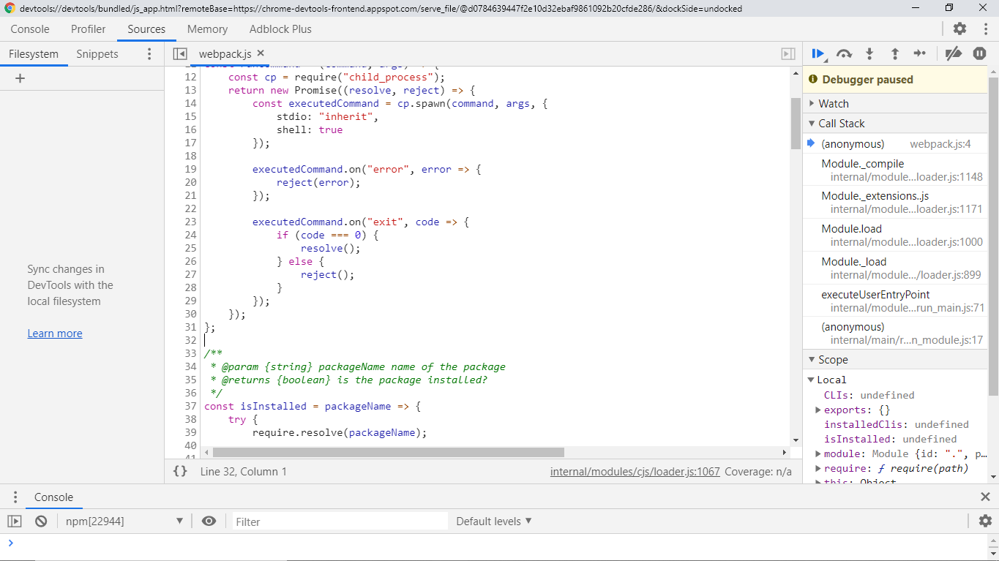 devtools://devtools/bundled/js_app.html?remoteBase=https://chrome-devtools-frontend.appspot.com/serve_file/@d0784639447f2e10d32ebaf9861092b20cfde286/&dockSide=undocked
Console Profiler Sources Memory Adblock Plus
Filesystem Snippets
webpack.js
12 const cp = require("child_process");
13 return new Promise((resolve, reject) => {
14 const executedCommand = cp.spawn(command, args, {
15 stdio: "inherit",
16 shell: true
17 });
18
19 executedCommand.on("error", error => {
20 reject(error);
21 });
22
23 executedCommand.on("exit", code => {
24 if (code === 0) {
25 resolve();
26 } else {
27 reject();
28 }
29 });
30 });
31 };
32
33 /**
34 * @param {string} packageName name of the package
35 * @returns {boolean} is the package installed?
36 */
37 const isInstalled = packageName => {
38 try {
39 require.resolve(packageName);
40
Sync changes in
DevTools with the
local filesystem
Learn more
{} Line 32, Column 1 internal/modules/cjs/loader.js:1067 Coverage: n/a
Debugger paused
Watch
Call Stack
(anonymous) webpack.js:4
Module._compile
internal/module...loader.js:1148
Module._extensions..js
internal/module...loader.js:1171
Module.load
internal/module...loader.js:1000
Module._load
internal/module.../loader.js:899
executeUserEntryPoint
internal/module...run_main.js:71
(anonymous)
internal/main/r...n_module.js:17
Scope
Local
CLIs: undefined
exports: {}
installedClis: undefined
isInstalled: undefined
module: Module {id: ".", p…
require: ƒ require(path)
this: Object
Console
npm[22944] Filter Default levels